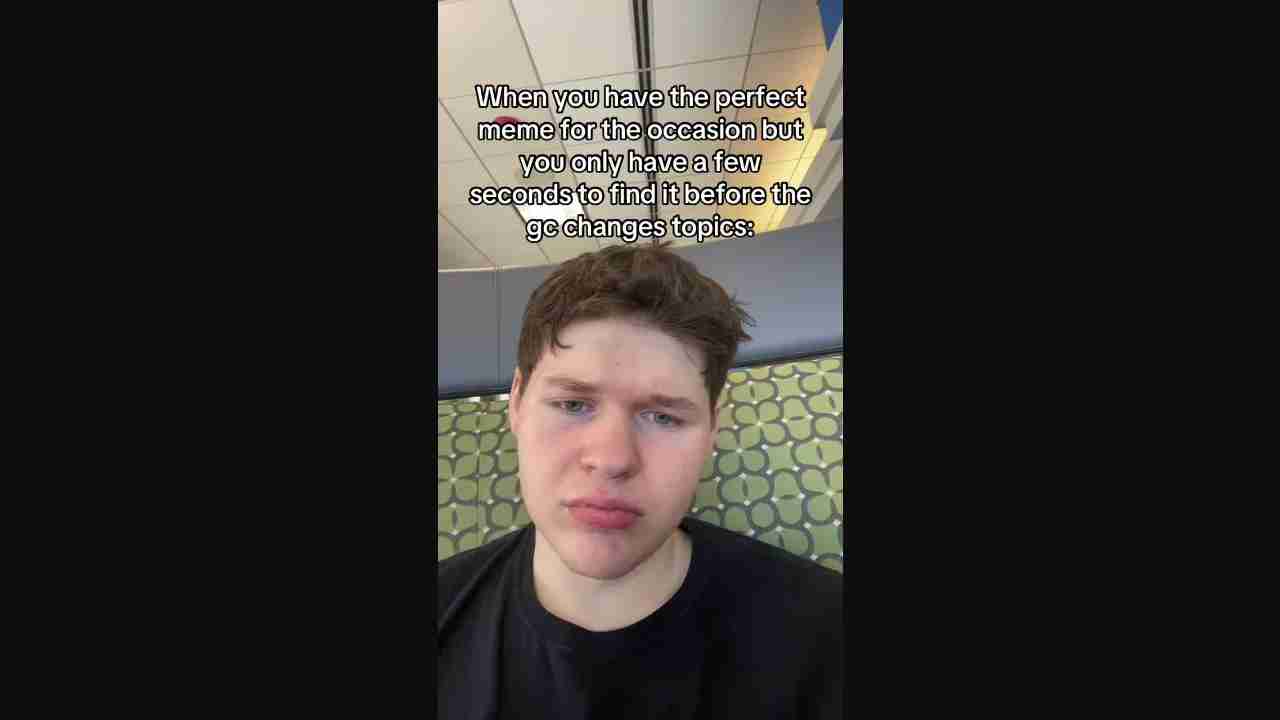 When you have the perfect
meme for the occasion but
you only have a few
seconds to find it before the
gc changes topics: